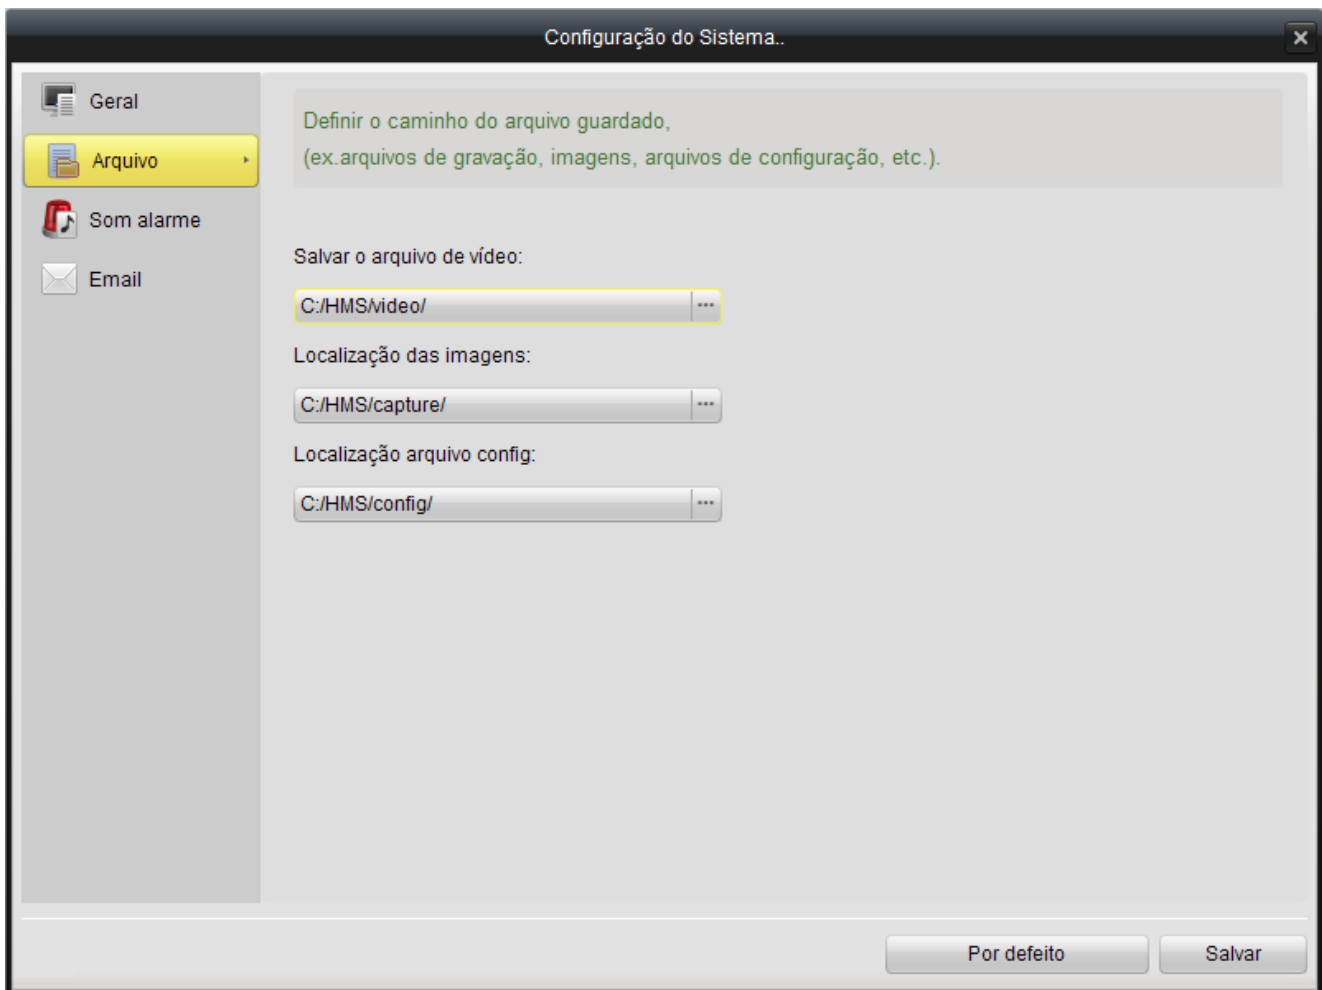 Configuração do Sistema..
Geral
Arquivo
Som alarme
Email
Definir o caminho do arquivo guardado,
(ex.arquivos de gravação, imagens, arquivos de configuração, etc.).
Salvar o arquivo de vídeo:
C:/HMS/video/
Localização das imagens:
C:/HMS/capture/
Localização arquivo config:
C:/HMS/config/
Por defeito
Salvar